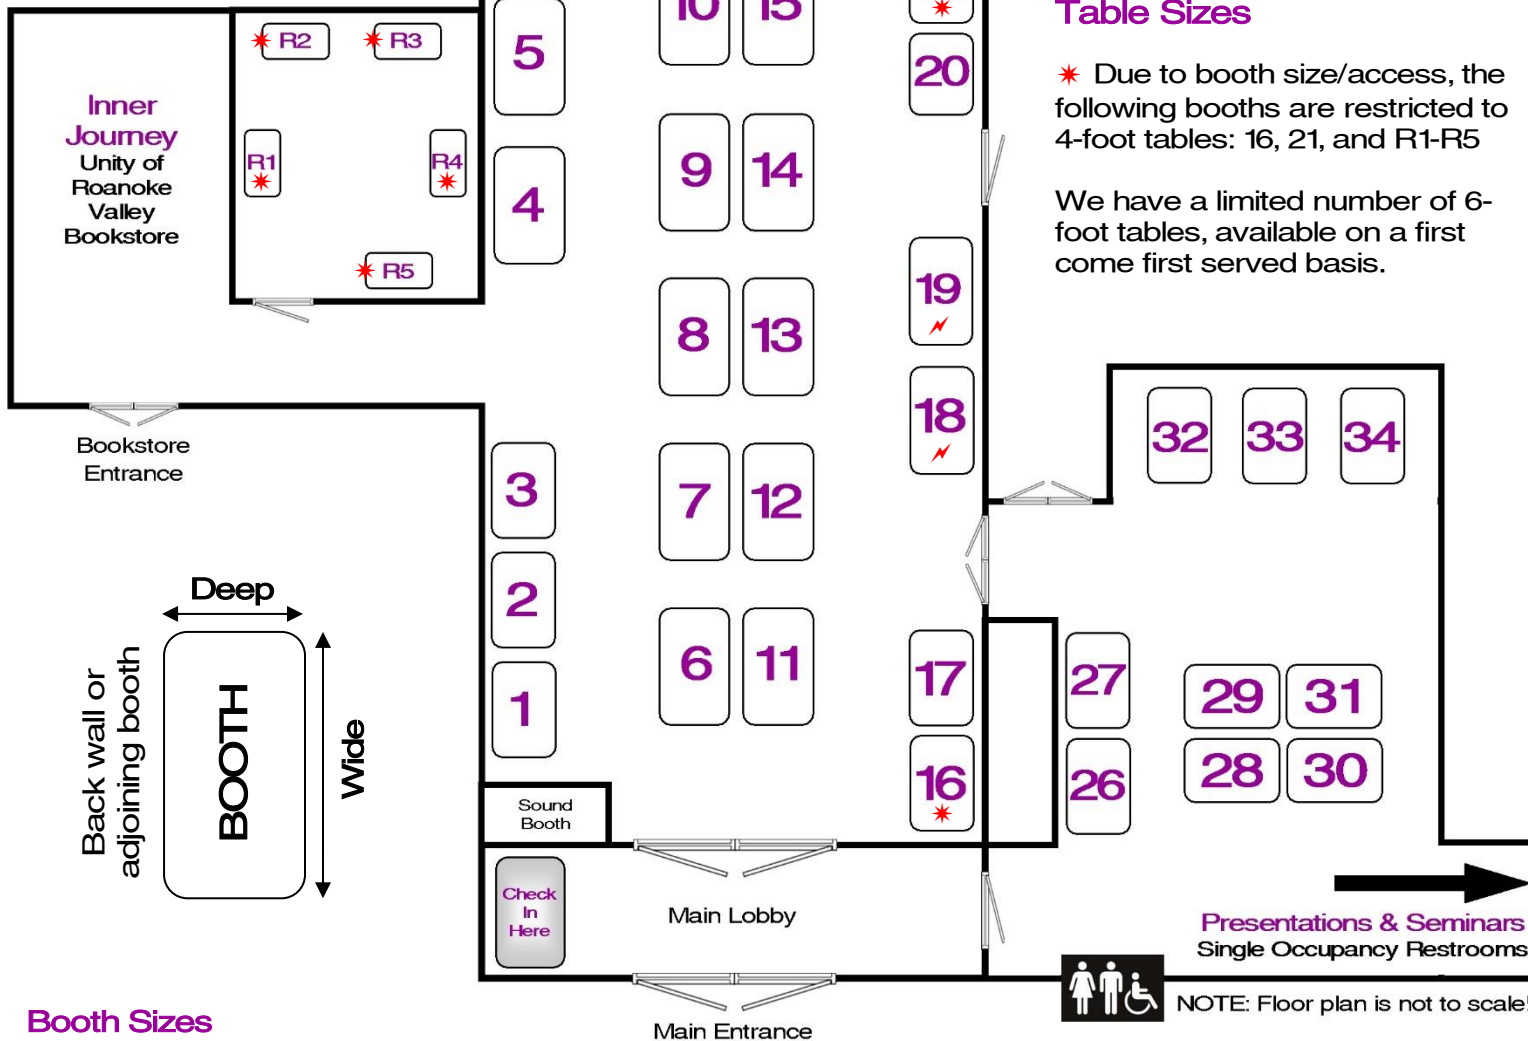 10 15
Table Sizes
R2 R3
5
20
Due to booth size/access, the
following booths are restricted to
4-foot tables: 16, 21, and R1-R5
We have a limited number of 6-
foot tables, available on a first
come first served basis.
Inner
Journey
Unity of
Roanoke
Valley
Bookstore
R1 R4
R5
4
9 14
19
8 13
18
32 33 34
Bookstore
Entrance
3
7 12
2
Deep
Back wall or
adjoining booth
BOOTH
Wide
6 11
17
27
29 31
1
28 30
16
26
Sound
Booth
Check
In
Here
Main Lobby
Presentations & Seminars
Single Occupancy Restrooms
NOTE: Floor plan is not to scale!
Booth Sizes
Main Entrance